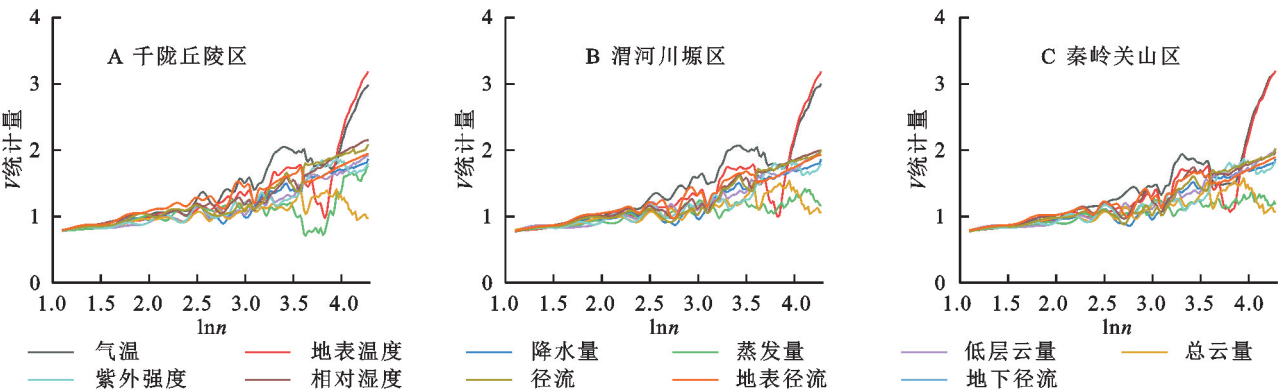 A 千陇丘陵区
V统计量
4
3
2
1
0
1.0 1.5 2.0 2.5 3.0 3.5 4.0
lnn
B 渭河川塬区
V统计量
4
3
2
1
0
1.0 1.5 2.0 2.5 3.0 3.5 4.0
lnn
C 秦岭关山区
V统计量
4
3
2
1
0
1.0 1.5 2.0 2.5 3.0 3.5 4.0
lnn
气温 地表温度 降水量 蒸发量 低层云量 总云量
紫外强度 相对湿度 径流 地表径流 地下径流